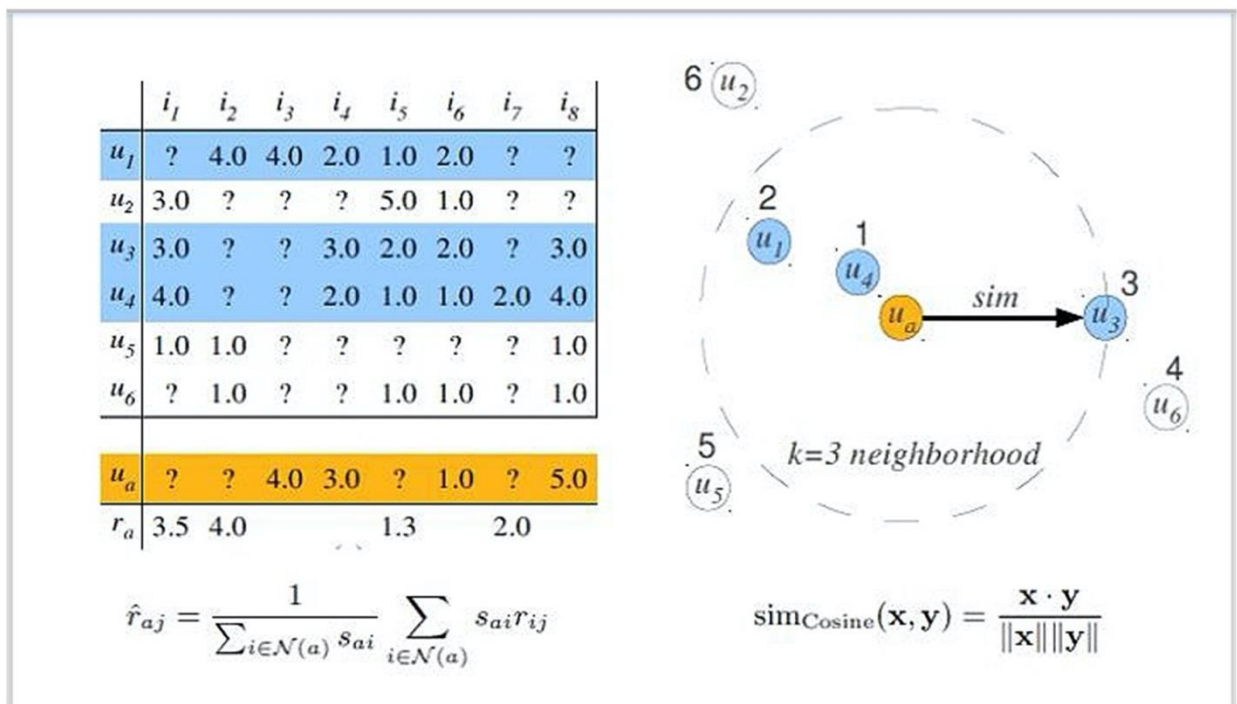 i1 i2 i3 i4 i5 i6 i7 i8
u1 ? 4.0 4.0 2.0 1.0 2.0 ? ?
u2 3.0 ? ? ? 5.0 1.0 ? ?
u3 3.0 ? ? 3.0 2.0 2.0 ? 3.0
u4 4.0 ? ? 2.0 1.0 1.0 2.0 4.0
u5 1.0 1.0 ? ? ? ? ? 1.0
u6 ? 1.0 ? ? 1.0 1.0 ? 1.0
ua ? ? 4.0 3.0 ? 1.0 ? 5.0
ra 3.5 4.0 1.3 2.0
r̂aj = 1 / ∑i∈N(a) sai ∑i∈N(a) sai rij
6 u2
2
u1
1
u4
ua sim u3 3
4
u6
5
u5
k=3 neighborhood
simCosine(x, y) = x · y / ‖x‖‖y‖